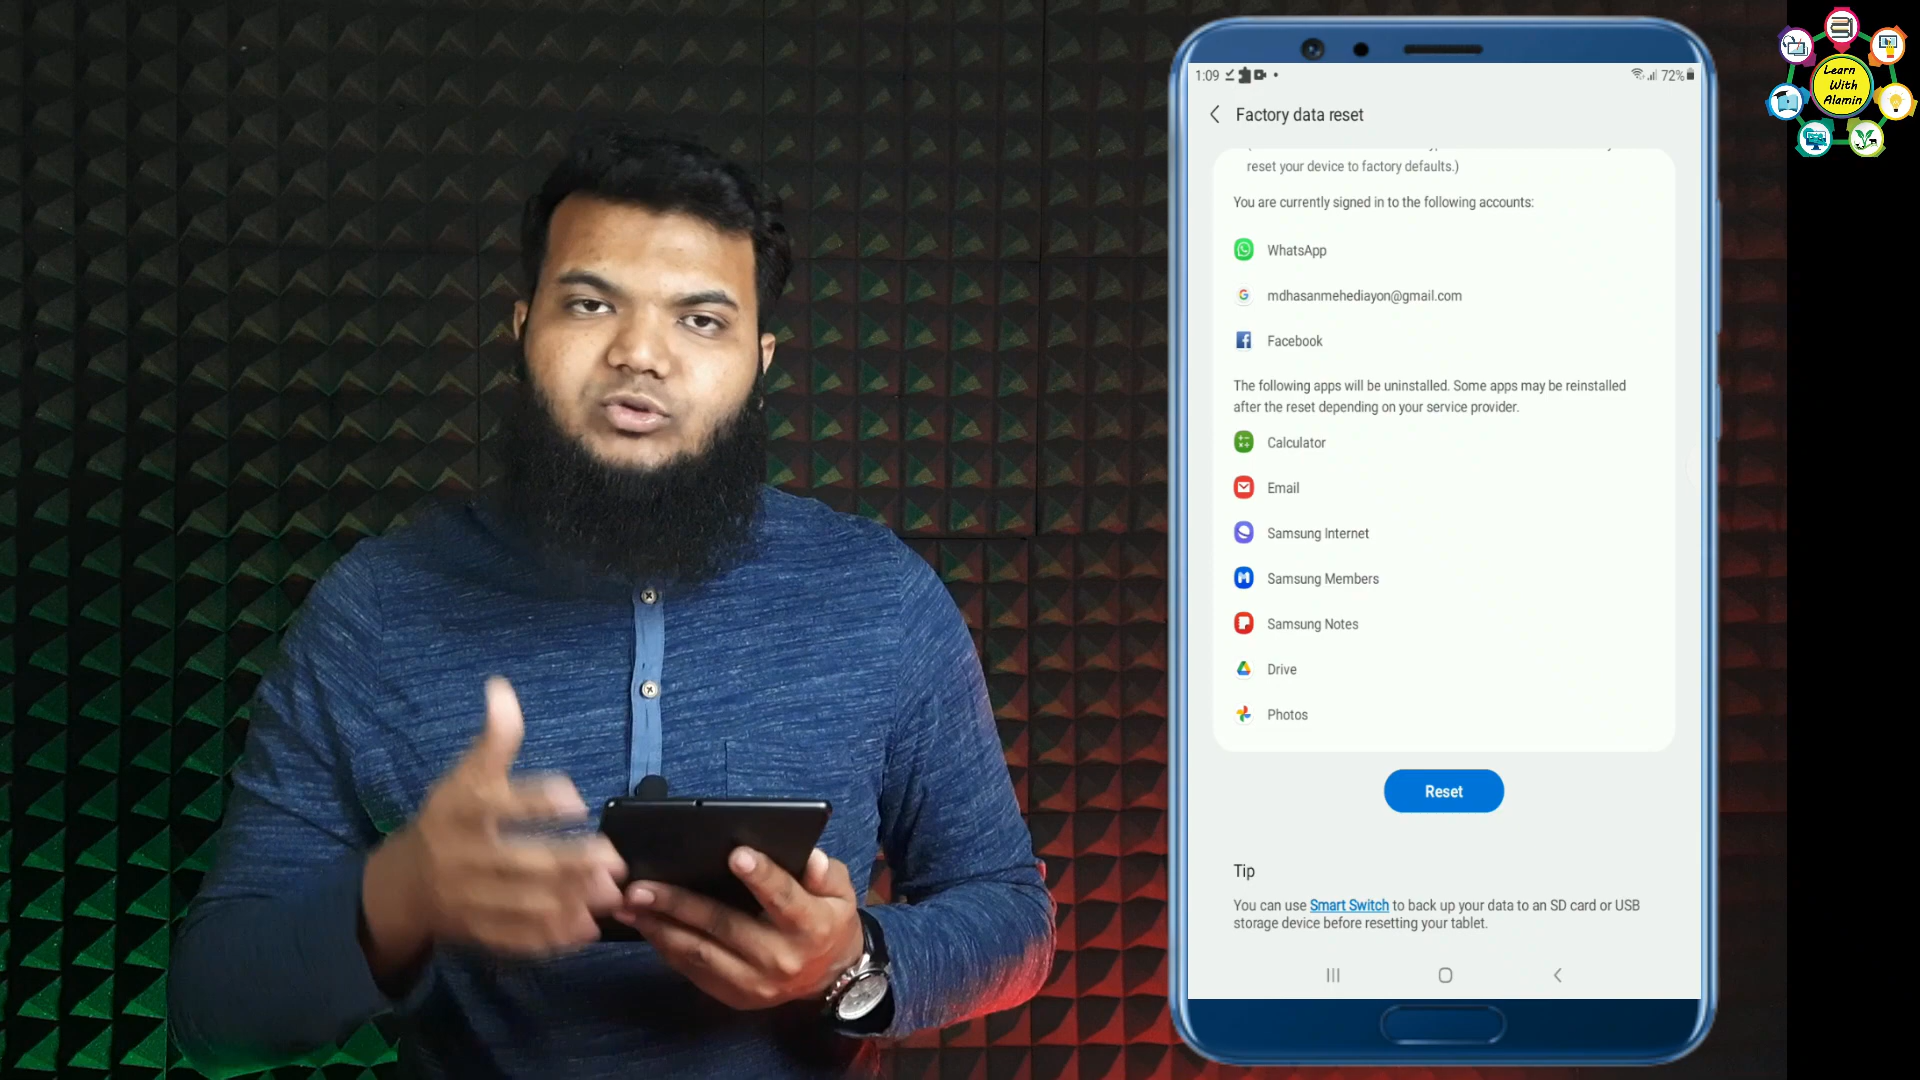 1:09
72%
Factory data reset
reset your device to factory defaults.)
You are currently signed in to the following accounts:
WhatsApp
mdhasanmehediayon@gmail.com
Facebook
The following apps will be uninstalled. Some apps may be reinstalled
after the reset depending on your service provider.
Calculator
Email
Samsung Internet
Samsung Members
Samsung Notes
Drive
Photos
Reset
Tip
You can use Smart Switch to back up your data to an SD card or USB
storage device before resetting your tablet.
Learn
With
Alamin